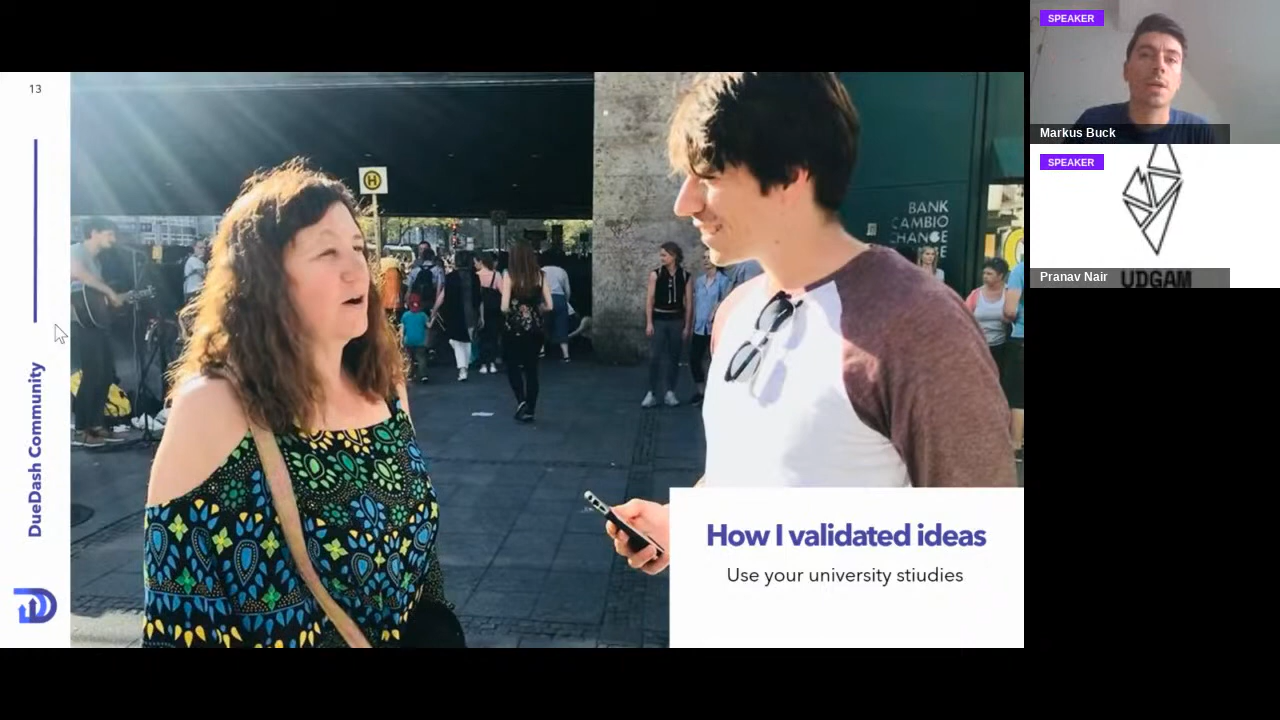 13
DueDash Community
H
BANK
CAMBIO
CHANGE
How I validated ideas
Use your university stiudies
SPEAKER
Markus Buck
SPEAKER
Pranav Nair
UDGAM